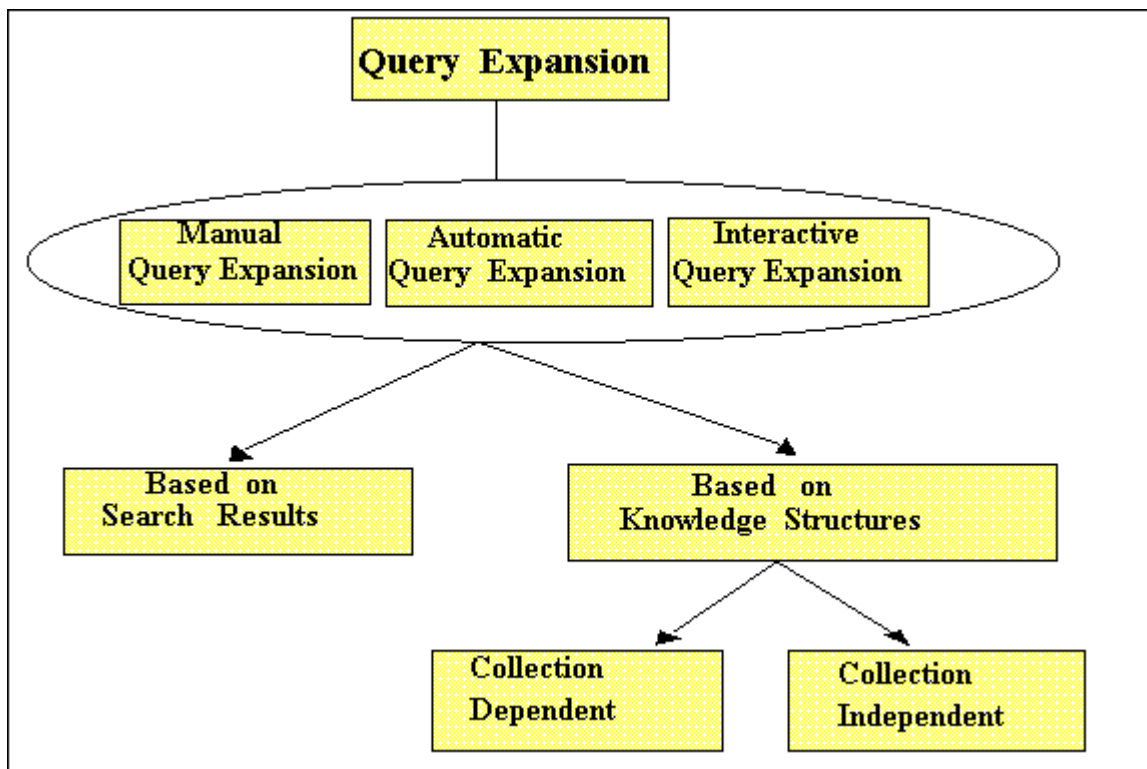 Query Expansion
Manual
Query Expansion
Automatic
Query Expansion
Interactive
Query Expansion
Based on
Search Results
Based on
Knowledge Structures
Collection
Dependent
Collection
Independent